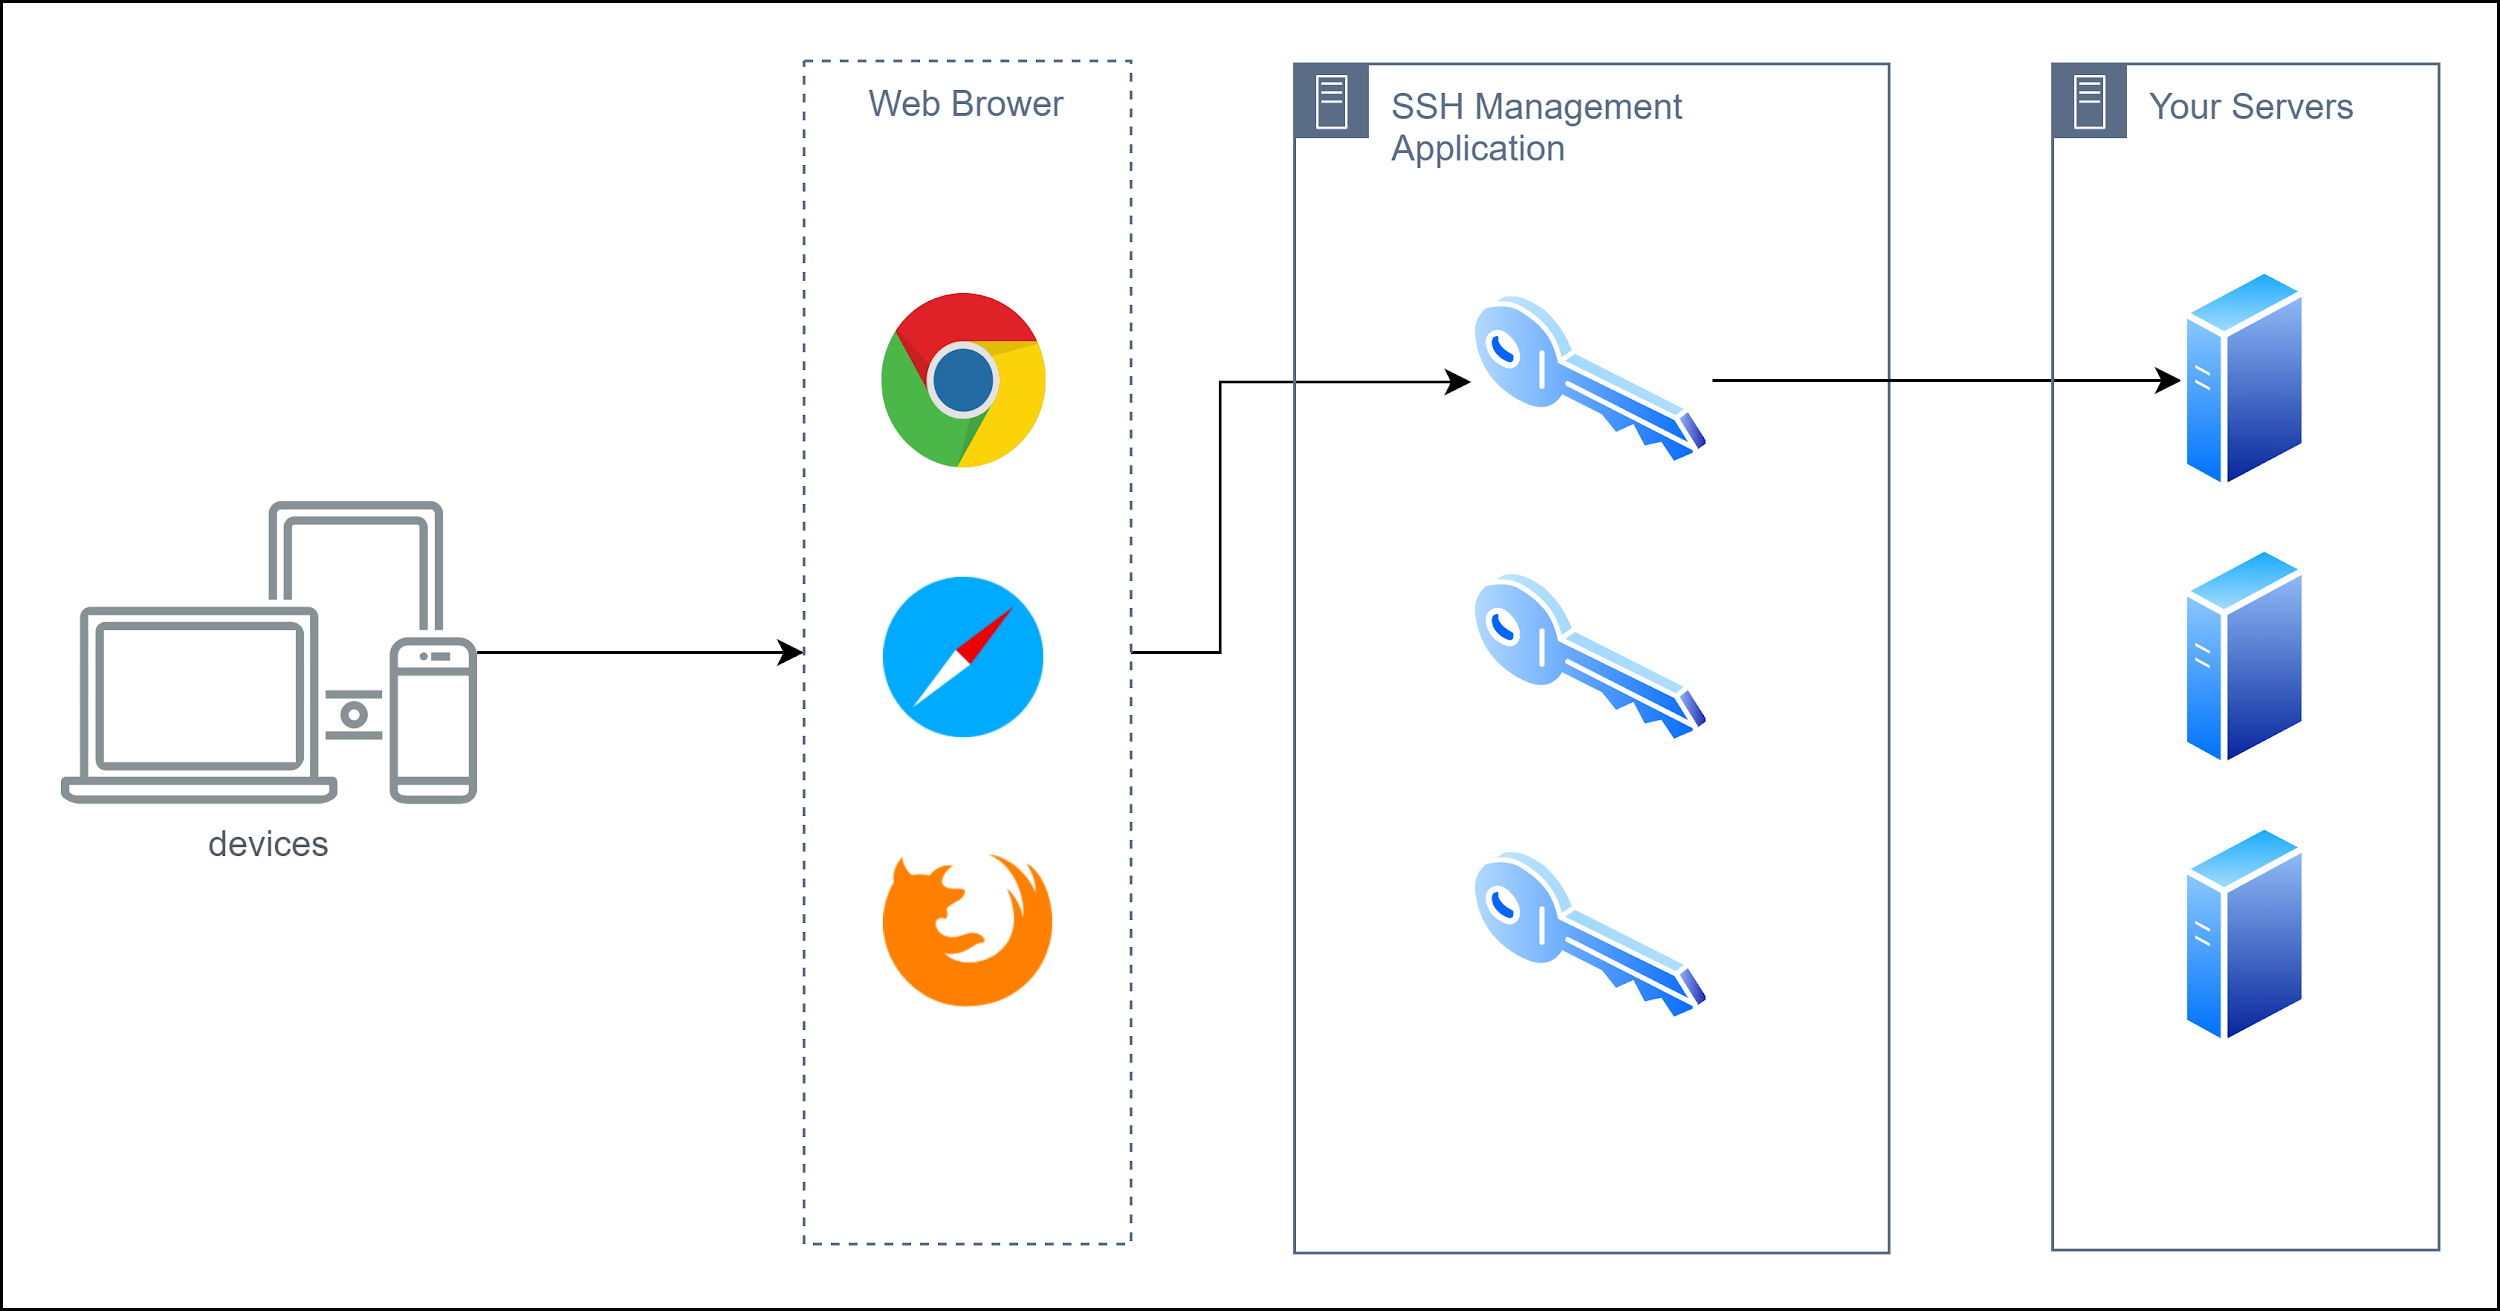 Web Brower
SSH Management
Application
Your Servers
devices